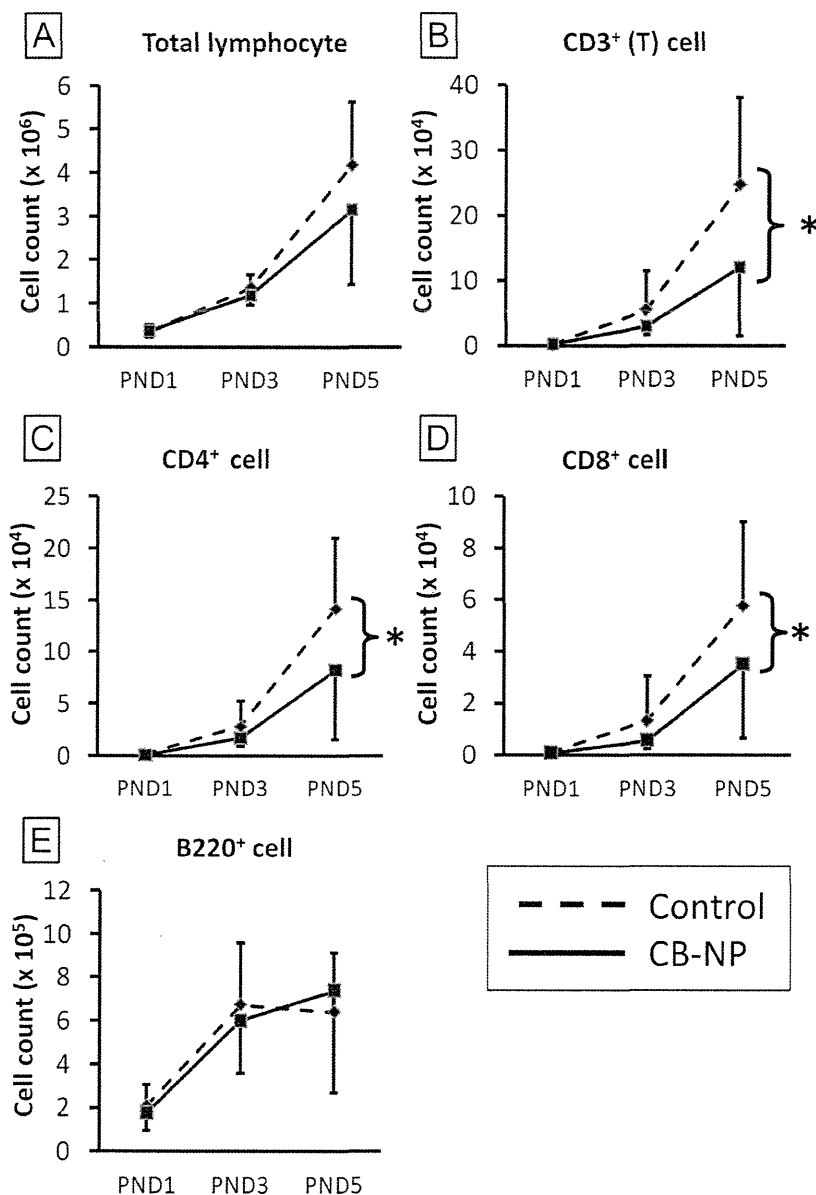 A
Total lymphocyte
Cell count (x 10⁶)
6
5
4
3
2
1
0
PND1 PND3 PND5
B
CD3⁺ (T) cell
Cell count (x 10⁴)
40
30
20
10
0
*
PND1 PND3 PND5
C
CD4⁺ cell
Cell count (x 10⁴)
25
20
15
10
5
0
*
PND1 PND3 PND5
D
CD8⁺ cell
Cell count (x 10⁴)
10
8
6
4
2
0
*
PND1 PND3 PND5
E
B220⁺ cell
Cell count (x 10⁵)
12
10
8
6
4
2
0
PND1 PND3 PND5
Control
CB-NP